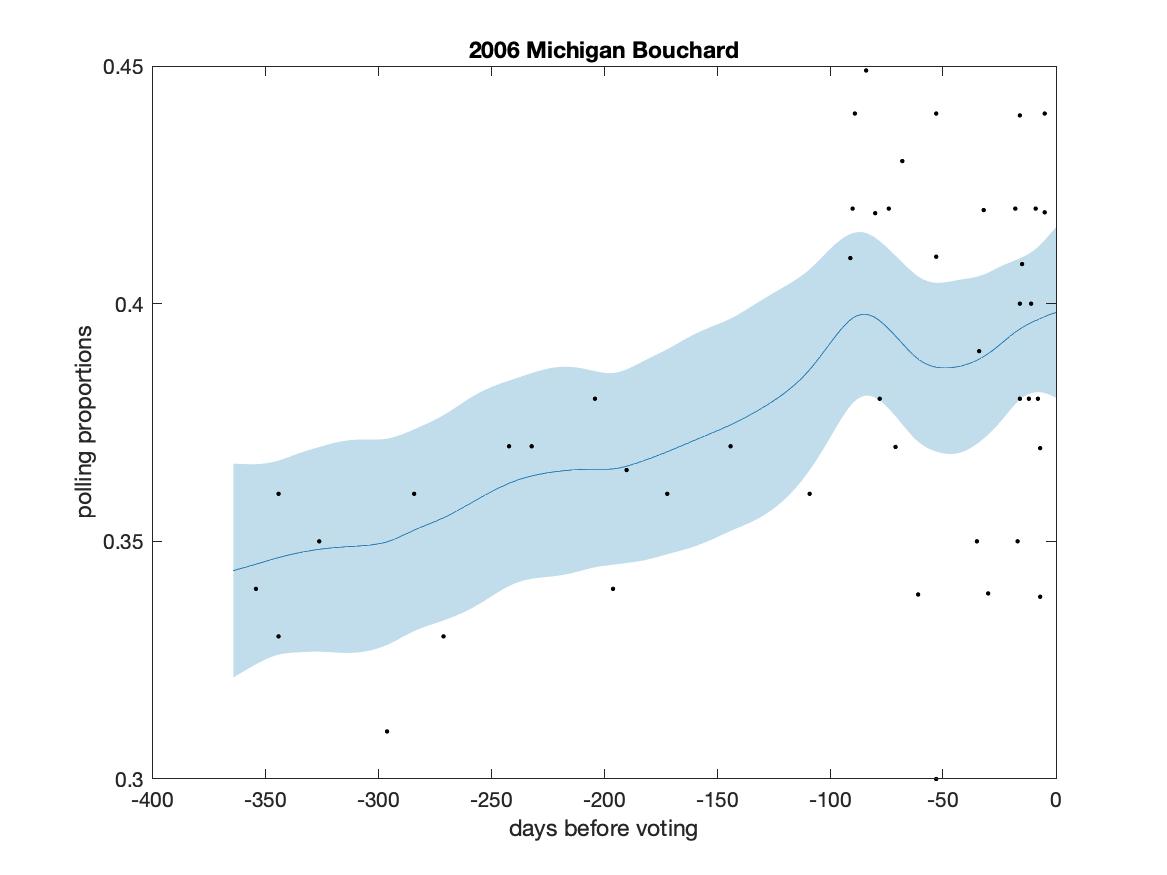 2006 Michigan Bouchard
0.45
0.4
0.35
0.3
polling proportions
-400 -350 -300 -250 -200 -150 -100 -50 0
days before voting